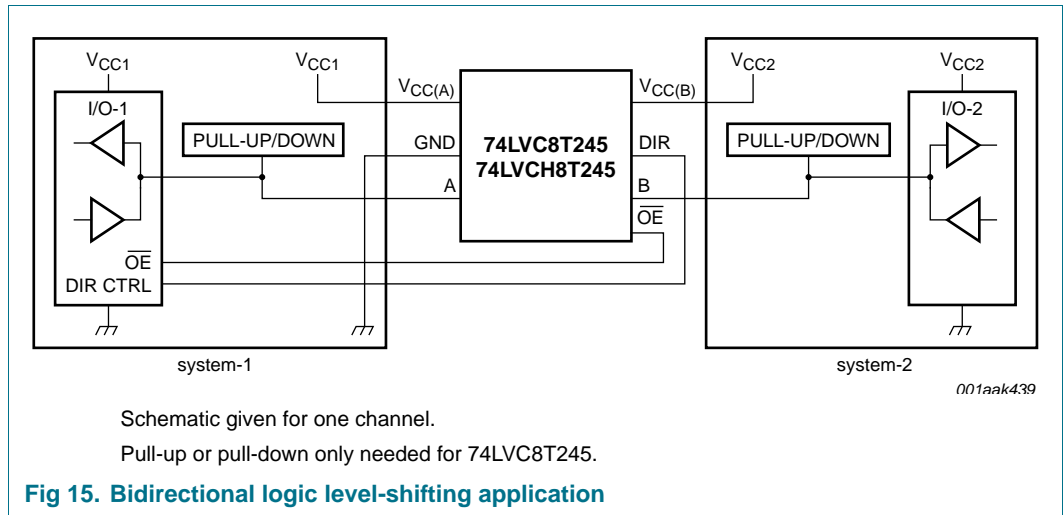 VCC1 VCC1 VCC2 VCC2
VCC(A) VCC(B)
I/O-1 I/O-2
PULL-UP/DOWN GND 74LVC8T245 DIR PULL-UP/DOWN
74LVCH8T245
A B
OE OE
DIR CTRL
system-1 system-2
001aak439
Schematic given for one channel.
Pull-up or pull-down only needed for 74LVC8T245.
Fig 15. Bidirectional logic level-shifting application